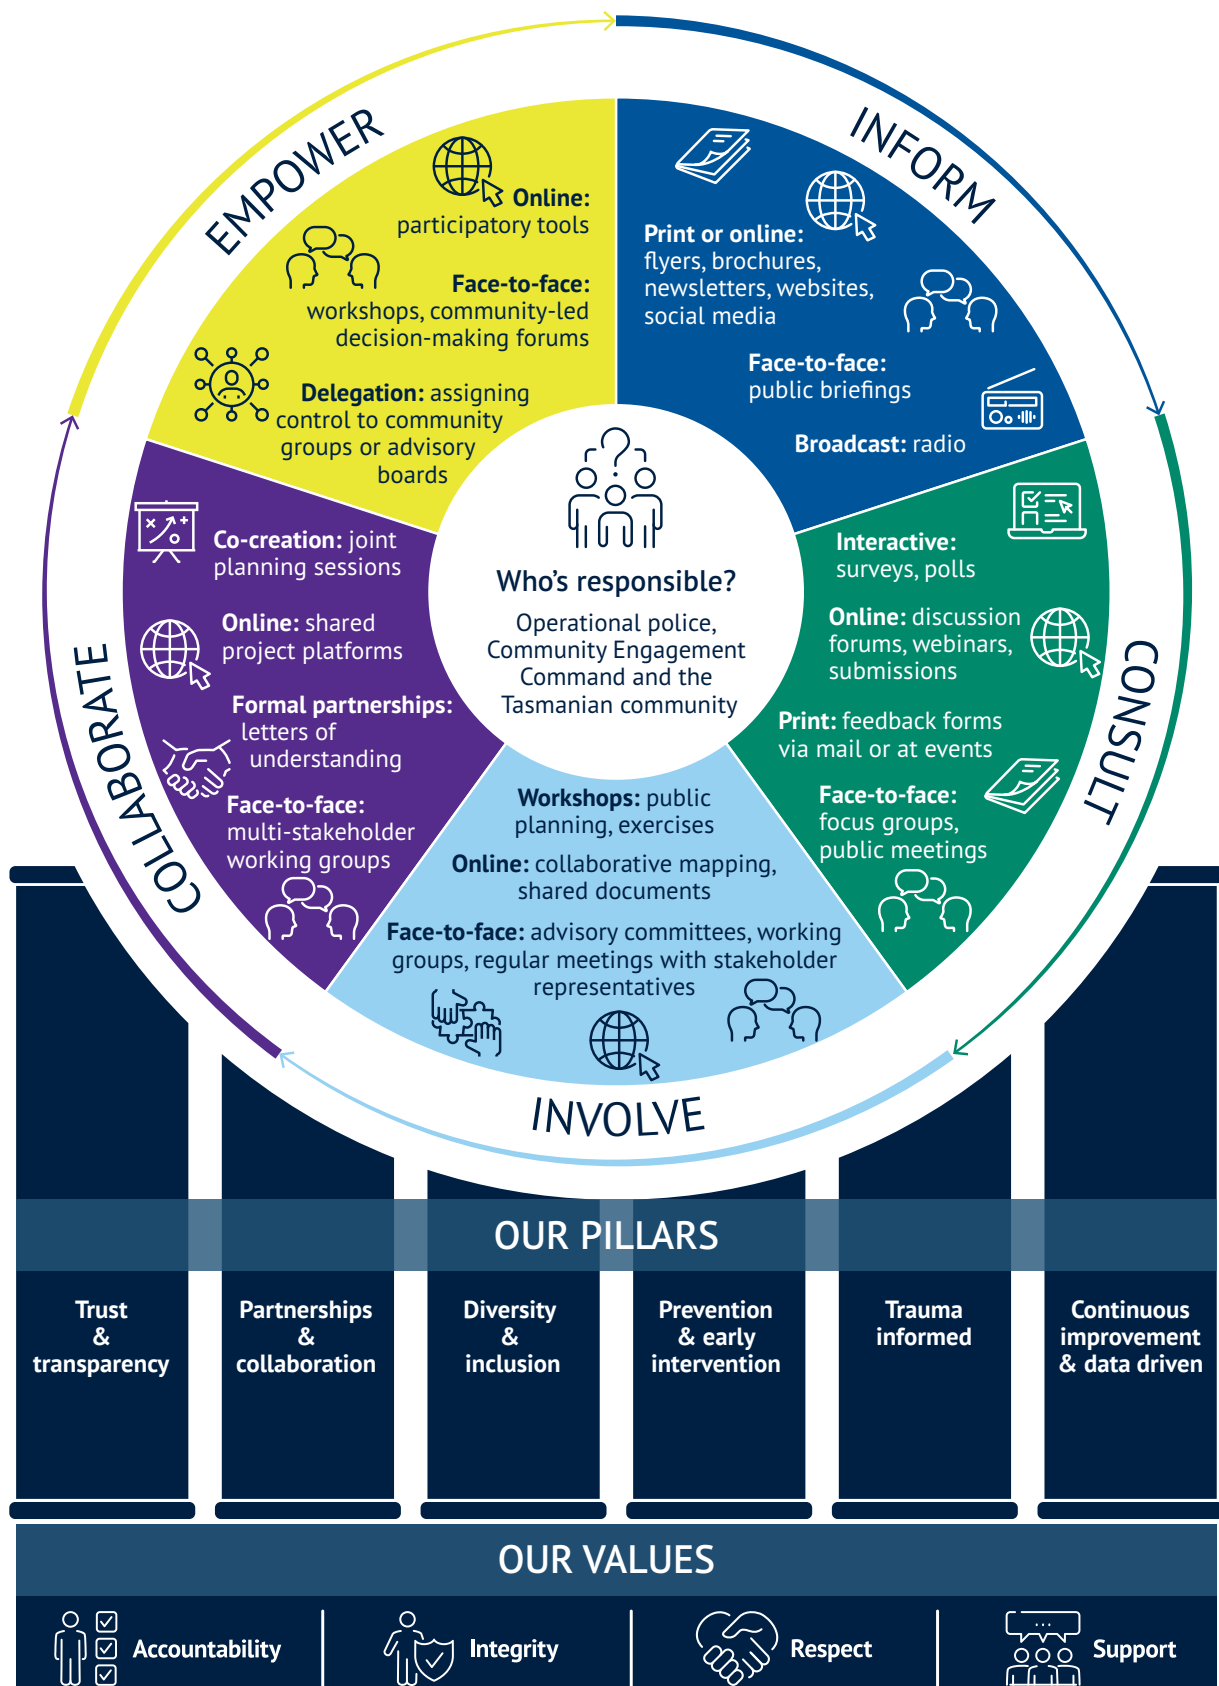 EMPOWER
INFORM
CONSULT
INVOLVE
COLLABORATE
Online:
participatory tools
Face-to-face:
workshops, community-led
decision-making forums
Delegation: assigning
control to community
groups or advisory
boards
Print or online:
flyers, brochures,
newsletters, websites,
social media
Face-to-face:
public briefings
Broadcast: radio
Interactive:
surveys, polls
Online: discussion
forums, webinars,
submissions
Print: feedback forms
via mail or at events
Face-to-face:
focus groups,
public meetings
Workshops: public
planning, exercises
Online: collaborative mapping,
shared documents
Face-to-face: advisory committees, working
groups, regular meetings with stakeholder
representatives
Co-creation: joint
planning sessions
Online: shared
project platforms
Formal partnerships:
letters of
understanding
Face-to-face:
multi-stakeholder
working groups
Who's responsible?
Operational police,
Community Engagement
Command and the
Tasmanian community
OUR PILLARS
Trust
&
transparency
Partnerships
&
collaboration
Diversity
&
inclusion
Prevention
& early
intervention
Trauma
informed
Continuous
improvement
& data driven
OUR VALUES
Accountability
Integrity
Respect
Support